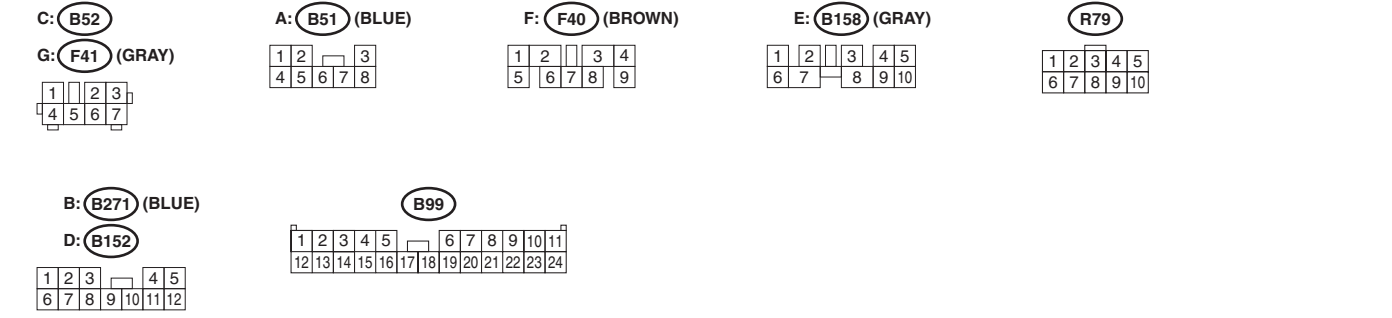 C: B52
G: F41 (GRAY)
1 2 3
4 5 6 7
A: B51 (BLUE)
1 2 3
4 5 6 7 8
F: F40 (BROWN)
1 2 3 4
5 6 7 8 9
E: B158 (GRAY)
1 2 3 4 5
6 7 8 9 10
R79
1 2 3 4 5
6 7 8 9 10
B: B271 (BLUE)
D: B152
1 2 3 4 5
6 7 8 9 10 11 12
B99
1 2 3 4 5 6 7 8 9 10 11
12 13 14 15 16 17 18 19 20 21 22 23 24